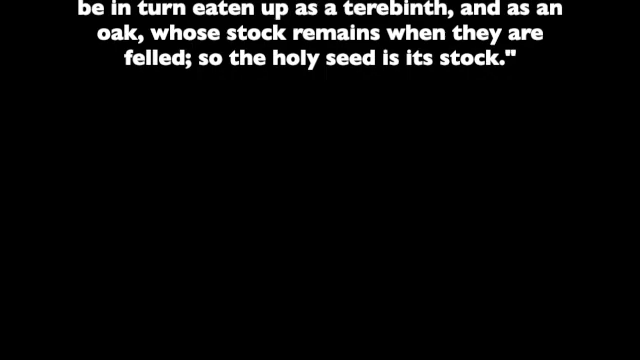 be in turn eaten up as a terebinth, and as an
oak, whose stock remains when they are
felled; so the holy seed is its stock."